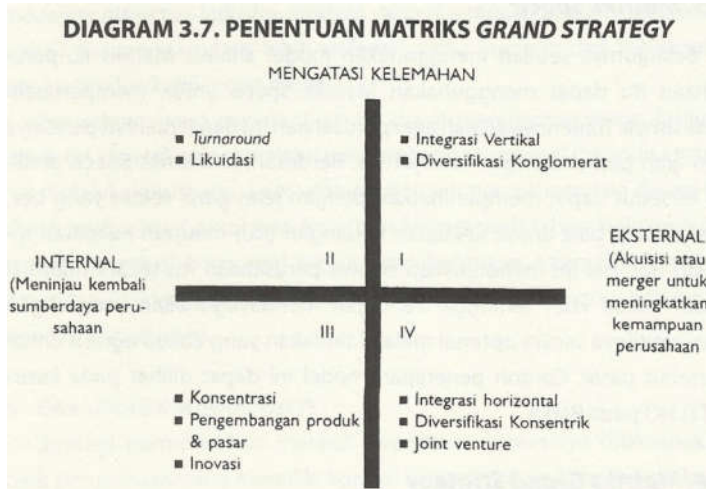 DIAGRAM 3.7. PENENTUAN MATRIKS GRAND STRATEGY
MENGATASI KELEMAHAN
■ Turnaround
■ Likuidasi
■ Integrasi Vertikal
■ Diversifikasi Konglomerat
II
I
INTERNAL
(Meninjau kembali
sumberdaya peru-
sahaan
EKSTERNAL
(Akuisisi atau
merger untuk
meningkatkan
kemampuan
perusahaan
III
IV
■ Konsentrasi
■ Pengembangan produk
& pasar
■ Inovasi
■ Integrasi horizontal
■ Diversifikasi Konsentrik
■ Joint venture